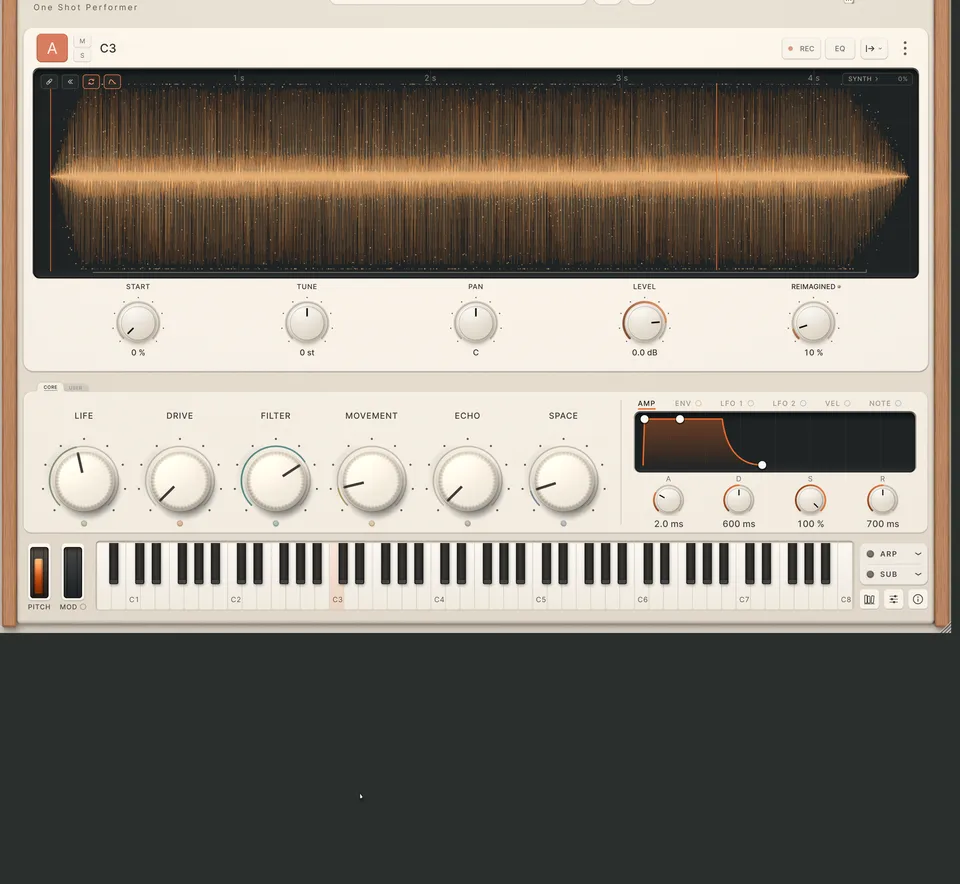 One Shot Performer
A
M
S
C3
REC
EQ
1 s
2 s
3 s
4 s
SYNTH
0%
START
TUNE
PAN
LEVEL
REIMAGINED
0 %
0 st
C
0.0 dB
10 %
CORE
USER
LIFE
DRIVE
FILTER
MOVEMENT
ECHO
SPACE
AMP
ENV
LFO 1
LFO 2
VEL
NOTE
A
D
S
R
2.0 ms
600 ms
100 %
700 ms
PITCH
MOD
C1
C2
C3
C4
C5
C6
C7
C8
ARP
SUB